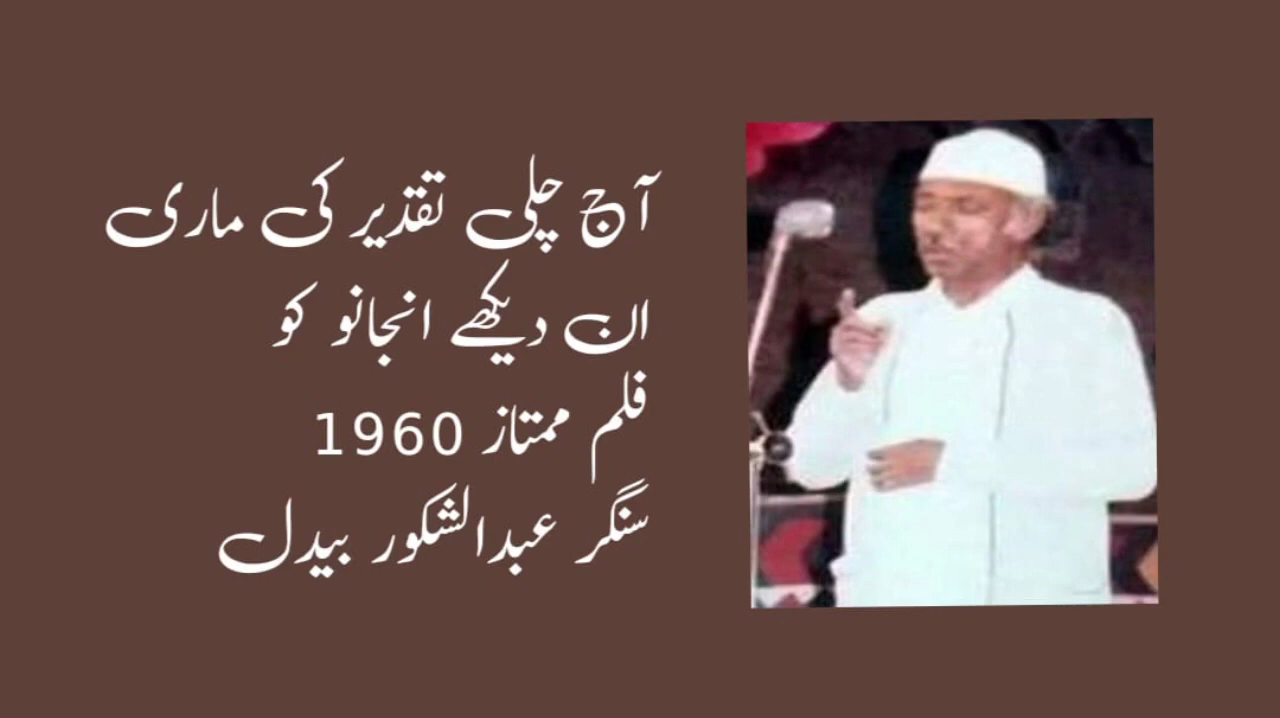 آج چلی تقدیر کی ماری
ان دیکھے انجانو کو
فلم ممتاز 1960
سنگر عبدالشکور بیدل